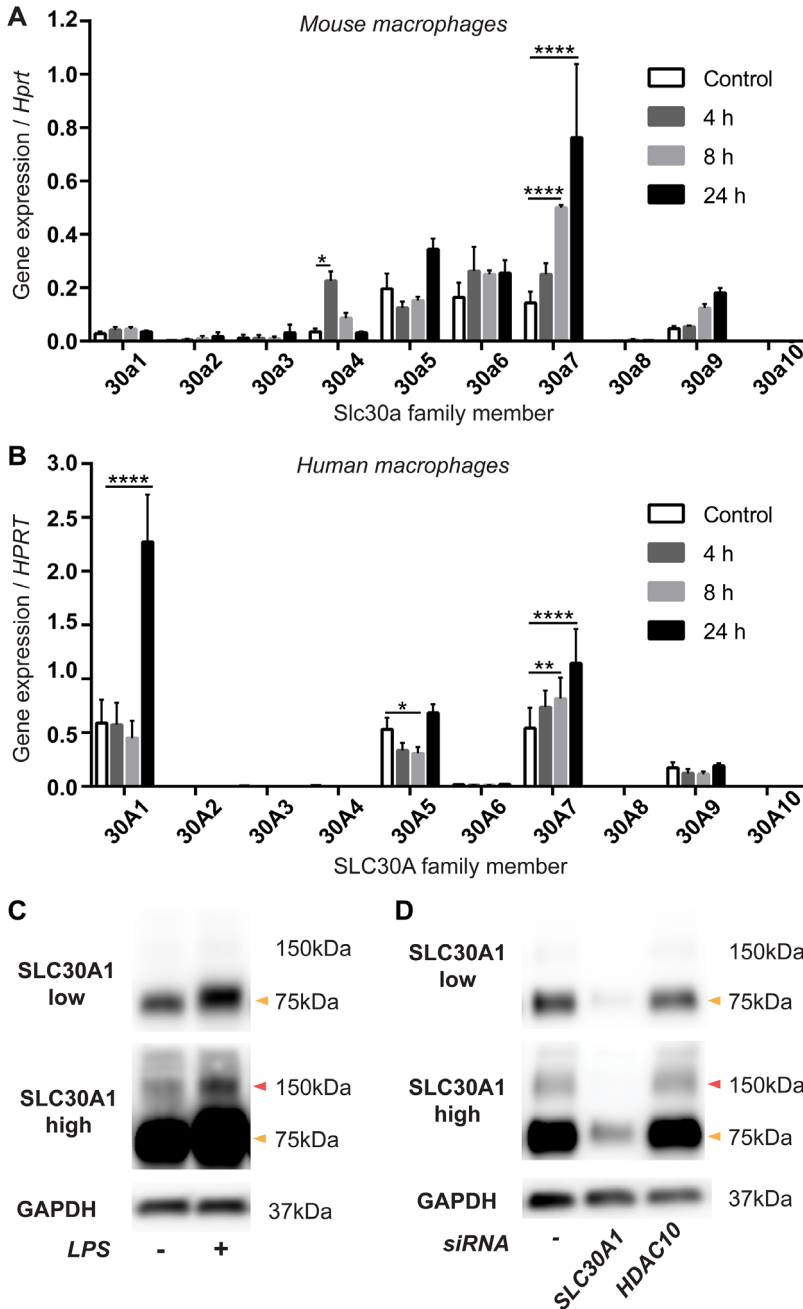 A
Mouse macrophages
Gene expression / Hprt
1.2
1.0
0.8
0.6
0.4
0.2
0.0
****
****
*
Control
4 h
8 h
24 h
30a1 30a2 30a3 30a4 30a5 30a6 30a7 30a8 30a9 30a10
Slc30a family member
B
Human macrophages
Gene expression / HPRT
3.0
2.5
2.0
1.5
1.0
0.5
0.0
****
*
**
****
Control
4 h
8 h
24 h
30A1 30A2 30A3 30A4 30A5 30A6 30A7 30A8 30A9 30A10
SLC30A family member
C
SLC30A1
low
150kDa
75kDa
SLC30A1
high
150kDa
75kDa
GAPDH
37kDa
LPS - +
D
SLC30A1
low
150kDa
75kDa
SLC30A1
high
150kDa
75kDa
GAPDH
37kDa
siRNA - SLC30A1 HDAC10